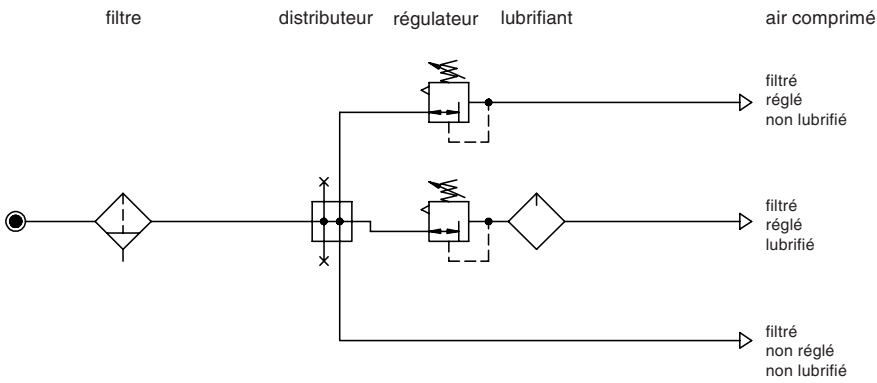 filtre
distributeur
régulateur
lubrifiant
air comprimé
filtré
réglé
non lubrifié
filtré
réglé
lubrifié
filtré
non réglé
non lubrifié